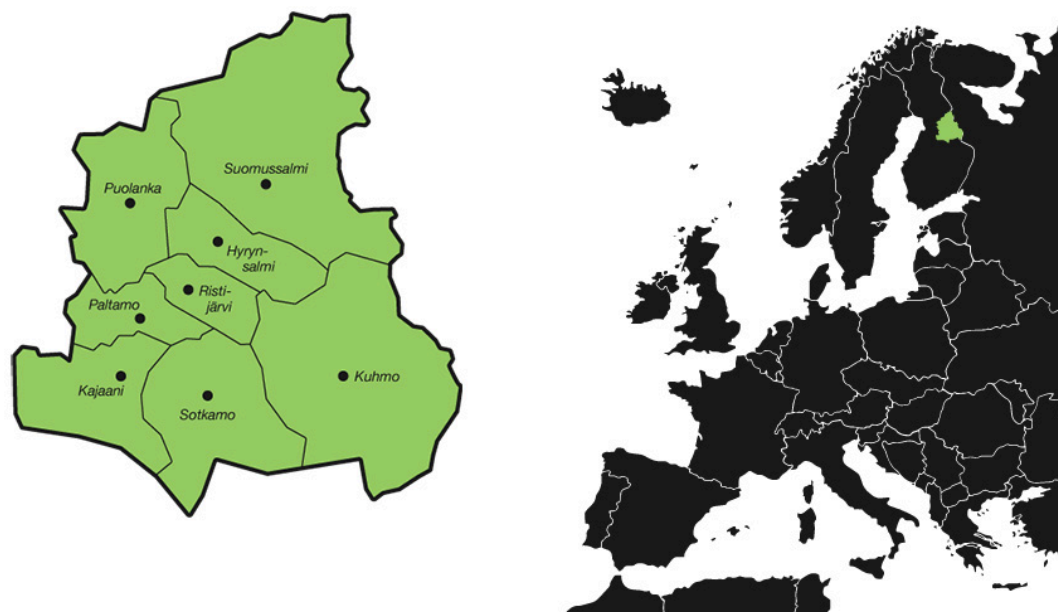 Suomussalmi
Puolanka
Hyryn-
salmi
Risti-
järvi
Paltamo
Kajaani
Kuhmo
Sotkamo